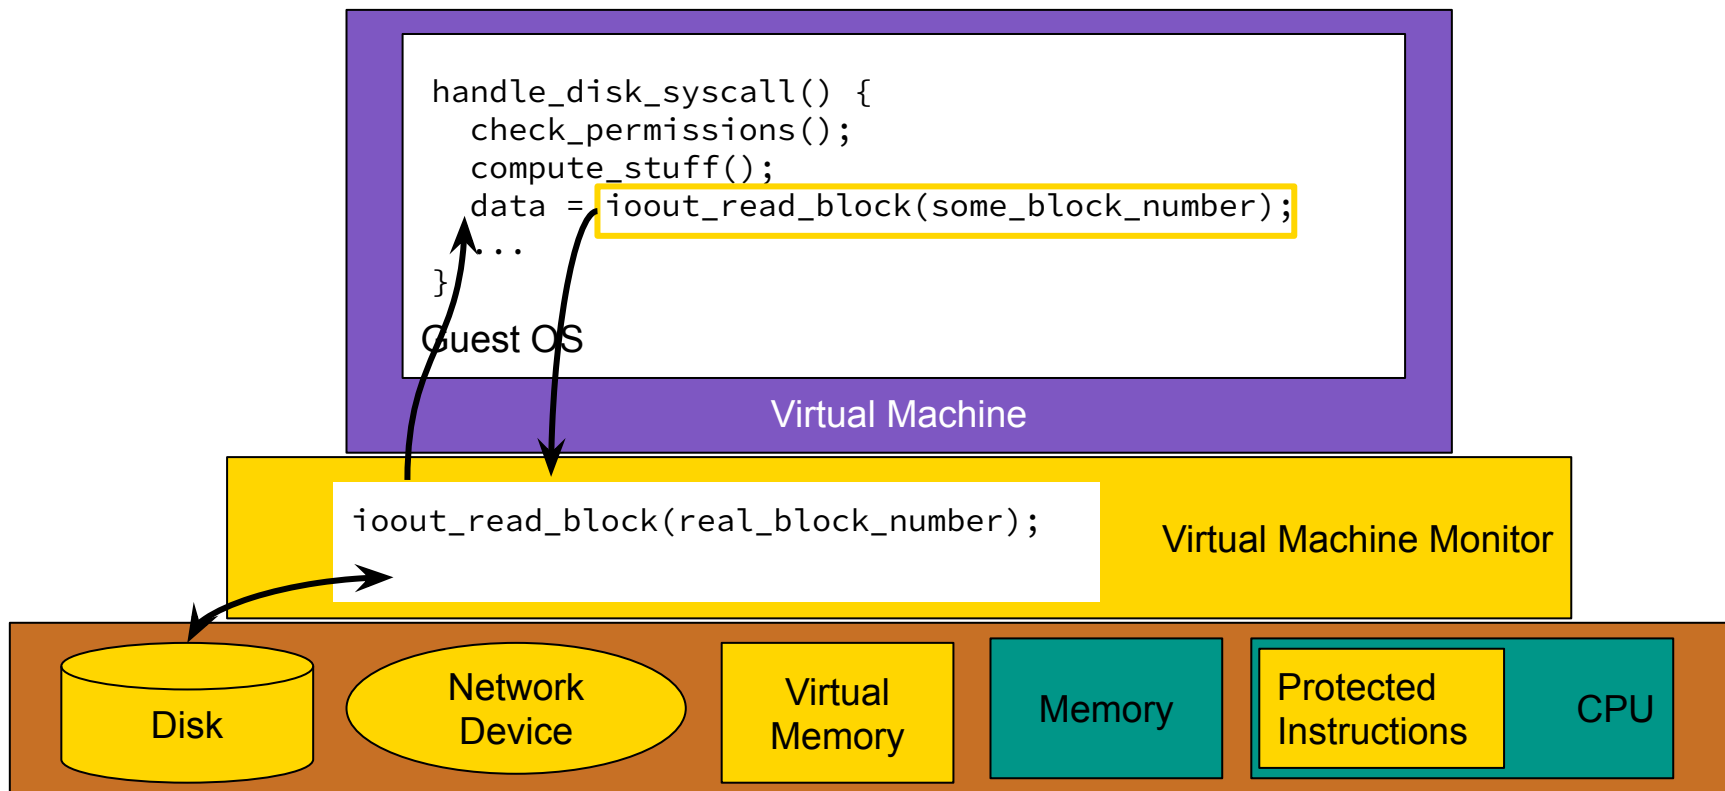 handle_disk_syscall() {
  check_permissions();
  compute_stuff();
  data = ioout_read_block(some_block_number);
  ...
}
Guest OS
Virtual Machine
ioout_read_block(real_block_number);
Virtual Machine Monitor
Disk
Network
Device
Virtual
Memory
Memory
Protected
Instructions
CPU